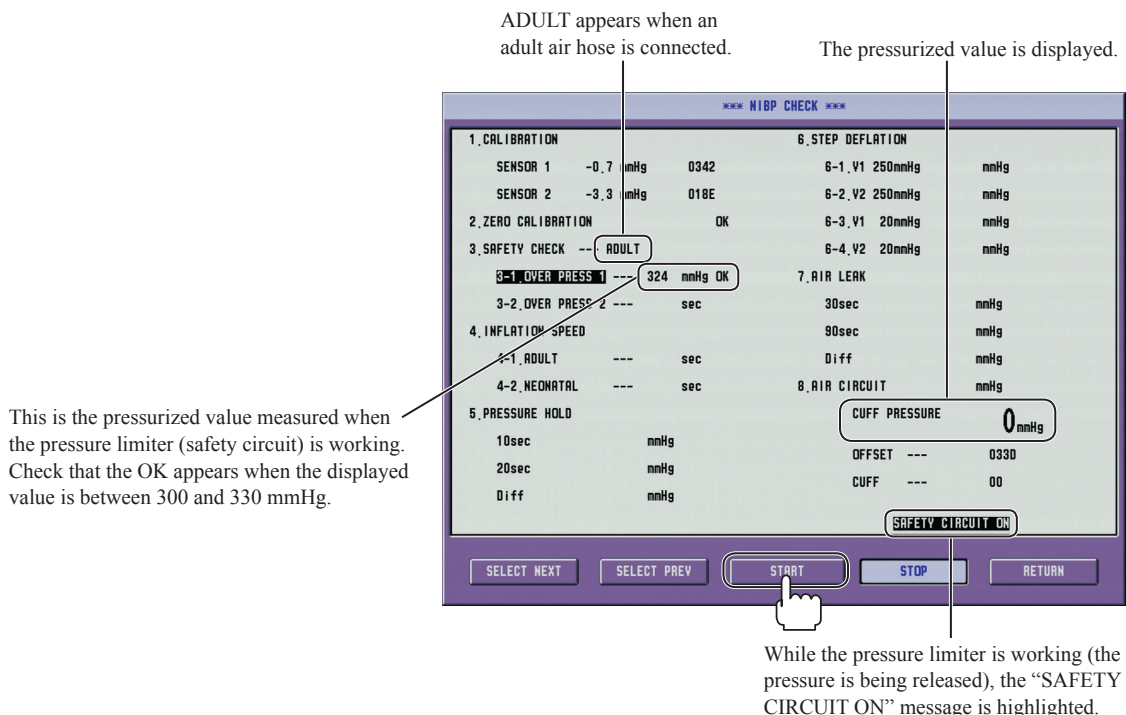 ADULT appears when an
adult air hose is connected.
The pressurized value is displayed.
*** NIBP CHECK ***
1.CALIBRATION
SENSOR 1 -0.7 mmHg 0342
SENSOR 2 -3.3 mmHg 018E
2.ZERO CALIBRATION OK
3.SAFETY CHECK --- ADULT
3-1.OVER PRESS 1 --- 324 mmHg OK
3-2.OVER PRESS 2 --- sec
4.INFLATION SPEED
4-1.ADULT --- sec
4-2.NEONATAL --- sec
5.PRESSURE HOLD
10sec mmHg
20sec mmHg
Diff mmHg
6.STEP DEFLATION
6-1.V1 250mmHg mmHg
6-2.V2 250mmHg mmHg
6-3.V1 20mmHg mmHg
6-4.V2 20mmHg mmHg
7.AIR LEAK
30sec mmHg
90sec mmHg
Diff mmHg
8.AIR CIRCUIT mmHg
CUFF PRESSURE 0mmHg
OFFSET --- 033D
CUFF --- 00
SAFETY CIRCUIT ON
SELECT NEXT SELECT PREV START STOP RETURN
This is the pressurized value measured when
the pressure limiter (safety circuit) is working.
Check that the OK appears when the displayed
value is between 300 and 330 mmHg.
While the pressure limiter is working (the
pressure is being released), the “SAFETY
CIRCUIT ON” message is highlighted.